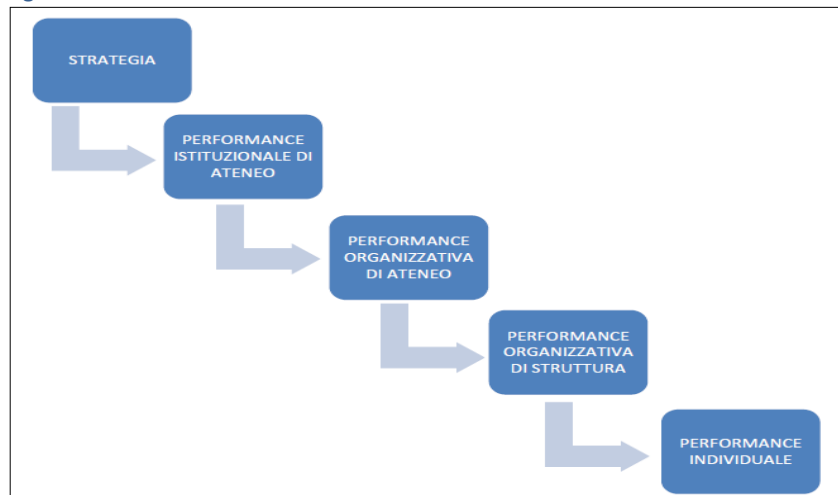 STRATEGIA
PERFORMANCE
ISTITUZIONALE DI
ATENEO
PERFORMANCE
ORGANIZZATIVA
DI ATENEO
PERFORMANCE
ORGANIZZATIVA
DI STRUTTURA
PERFORMANCE
INDIVIDUALE